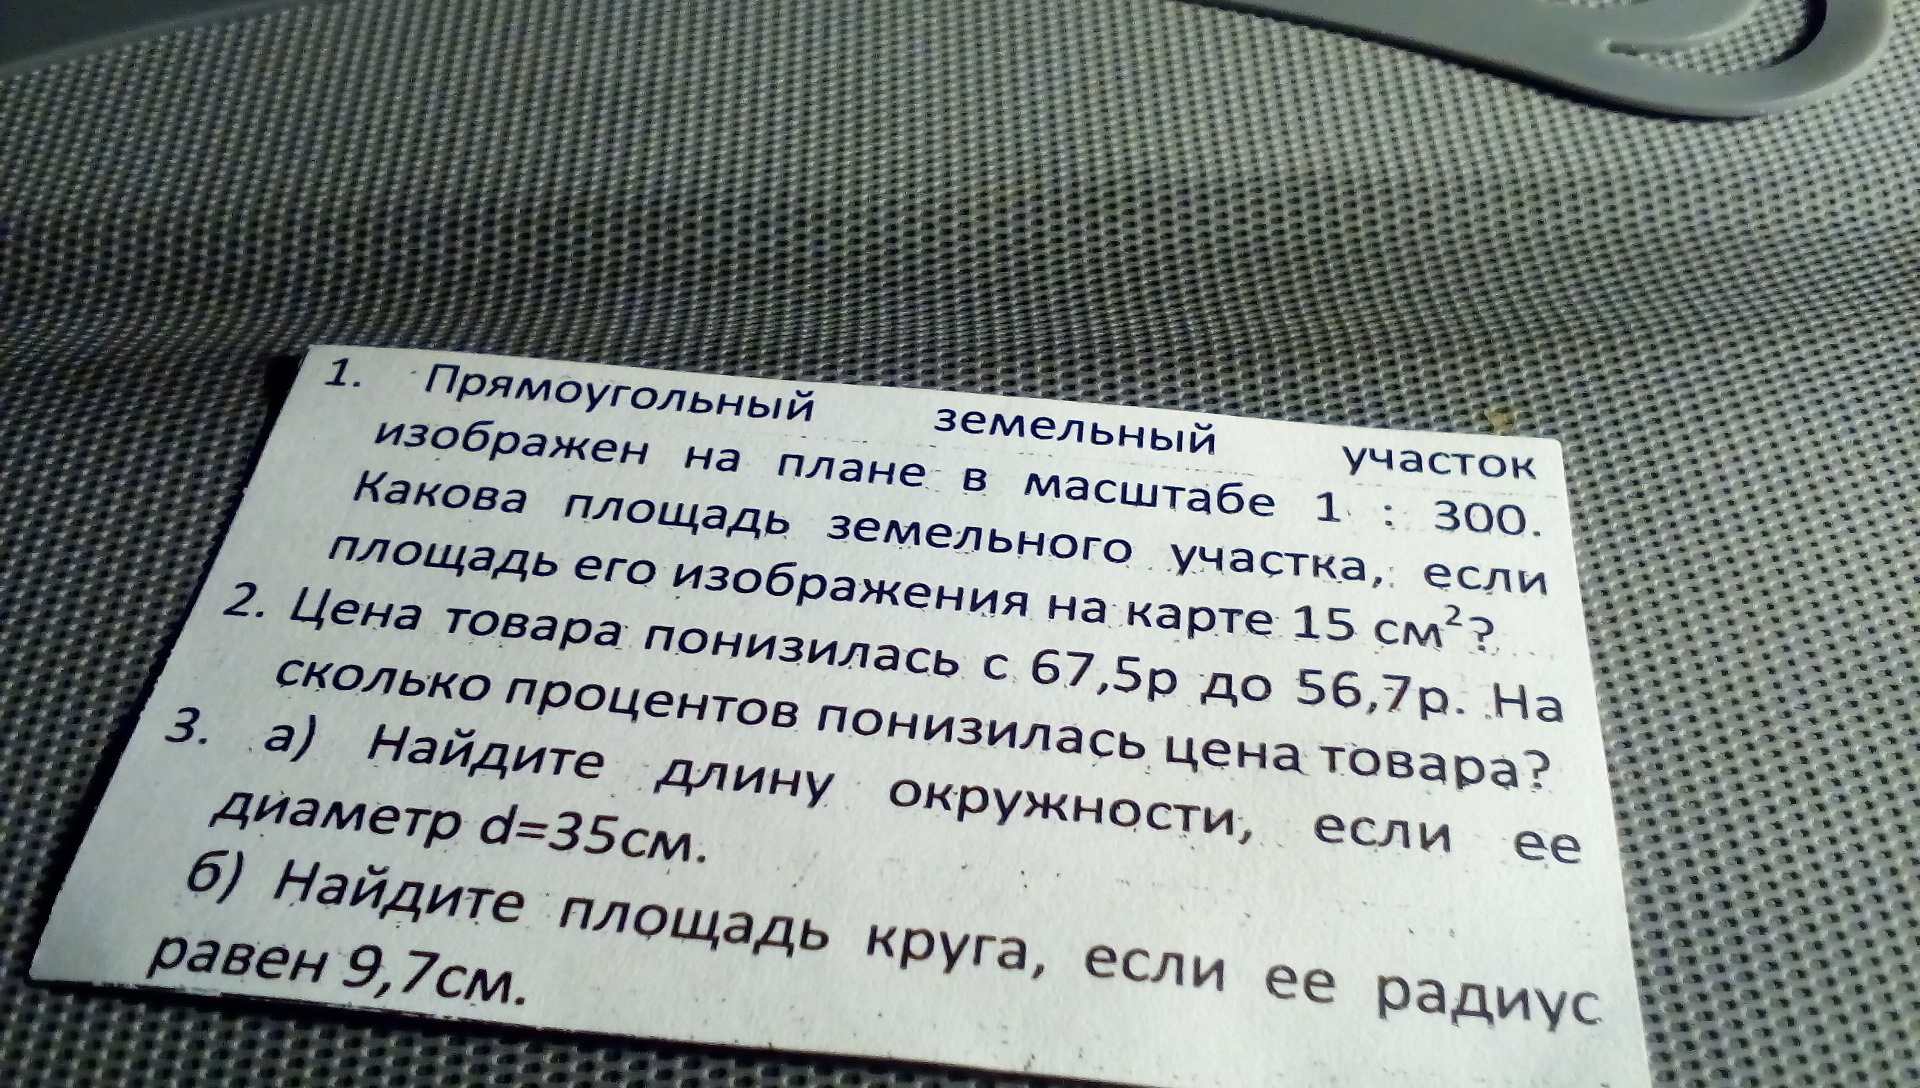 1. Прямоугольный земельный участок
изображен на плане в масштабе 1 : 300.
Какова площадь земельного участка, если
площадь его изображения на карте 15 см²?
2. Цена товара понизилась с 67,5р до 56,7р. На
сколько процентов понизилась цена товара?
3. а) Найдите длину окружности, если ее
диаметр d=35см.
б) Найдите площадь круга, если ее радиус
равен 9,7см.